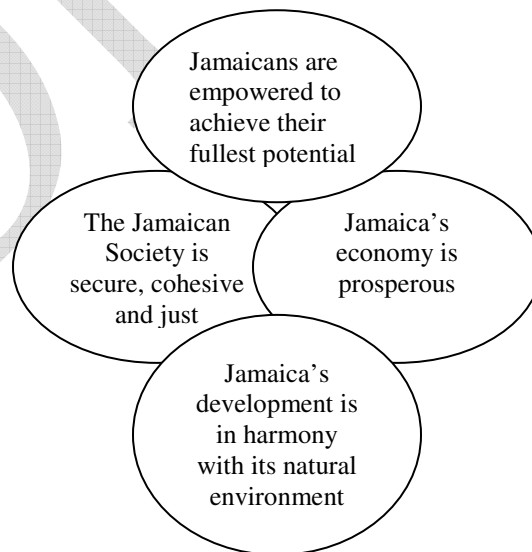 Jamaicans are
empowered to
achieve their
fullest potential
The Jamaican
Society is
secure, cohesive
and just
Jamaica’s
economy is
prosperous
Jamaica’s
development is
in harmony
with its natural
environment